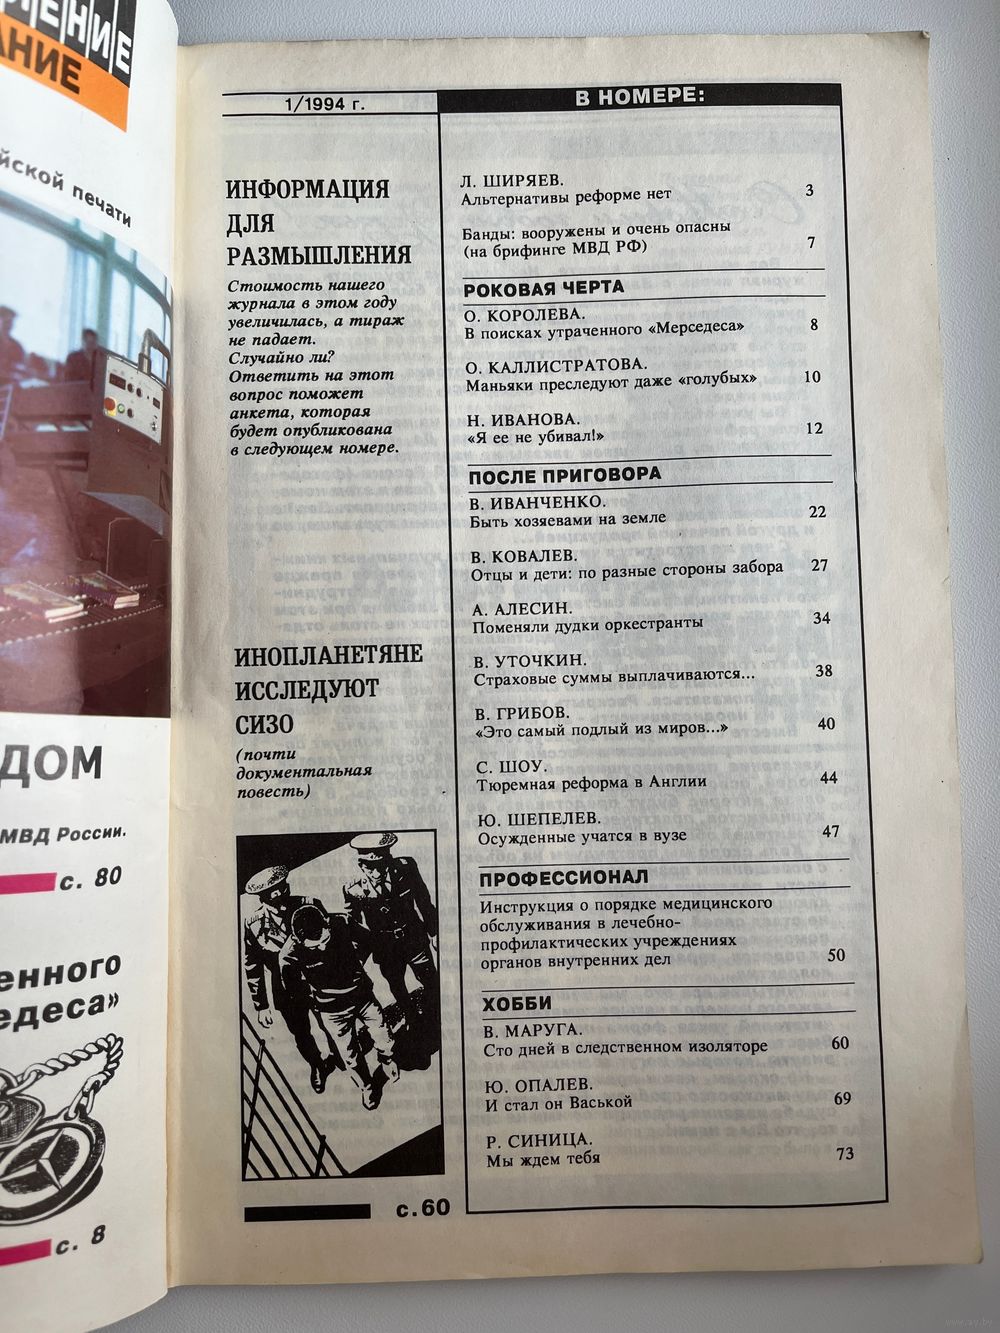 ЕНИЕ
АНИЕ
йской печати
ДОМ
МВД России.
с. 80
енного
едеса»
с. 8
1/1994 г.
ИНФОРМАЦИЯ
ДЛЯ
РАЗМЫШЛЕНИЯ
Стоимость нашего
журнала в этом году
увеличилась, а тираж
не падает.
Случайно ли?
Ответить на этот
вопрос поможет
анкета, которая
будет опубликована
в следующем номере.
ИНОПЛАНЕТЯНЕ
ИССЛЕДУЮТ
СИЗО
(почти
документальная
повесть)
с.60
В НОМЕРЕ:
Л. ШИРЯЕВ.
Альтернативы реформе нет 3
Банды: вооружены и очень опасны
(на брифинге МВД РФ) 7
РОКОВАЯ ЧЕРТА
О. КОРОЛЕВА.
В поисках утраченного «Мерседеса» 8
О. КАЛЛИСТРАТОВА.
Маньяки преследуют даже «голубых» 10
Н. ИВАНОВА.
«Я ее не убивал!» 12
ПОСЛЕ ПРИГОВОРА
В. ИВАНЧЕНКО.
Быть хозяевами на земле 22
В. КОВАЛЕВ.
Отцы и дети: по разные стороны забора 27
А. АЛЕСИН.
Поменяли дудки оркестранты 34
В. УТОЧКИН.
Страховые суммы выплачиваются... 38
В. ГРИБОВ.
«Это самый подлый из миров...» 40
С. ШОУ.
Тюремная реформа в Англии 44
Ю. ШЕПЕЛЕВ.
Осужденные учатся в вузе 47
ПРОФЕССИОНАЛ
Инструкция о порядке медицинского
обслуживания в лечебно-
профилактических учреждениях
органов внутренних дел 50
ХОББИ
В. МАРУГА.
Сто дней в следственном изоляторе 60
Ю. ОПАЛЕВ.
И стал он Васькой 69
Р. СИНИЦА.
Мы ждем тебя 73
www.ay.by